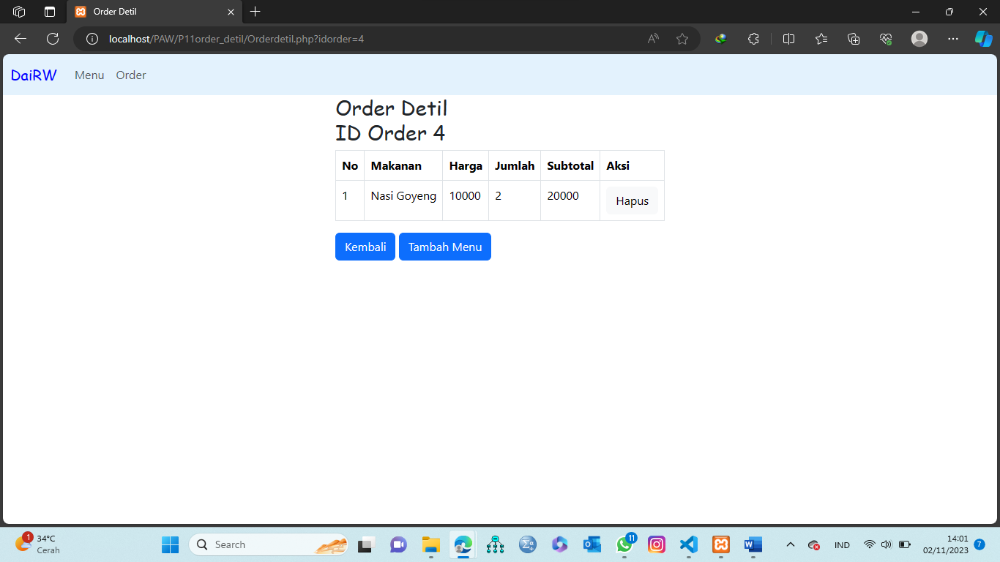 Order Detil
localhost/PAW/P11order_detil/Orderdetil.php?idorder=4
DaiRW Menu Order
Order Detil
ID Order 4
No Makanan Harga Jumlah Subtotal Aksi
1 Nasi Goyeng 10000 2 20000 Hapus
Kembali Tambah Menu
1 34°C
Cerah
Search
11
IND
14:01
02/11/2023
7